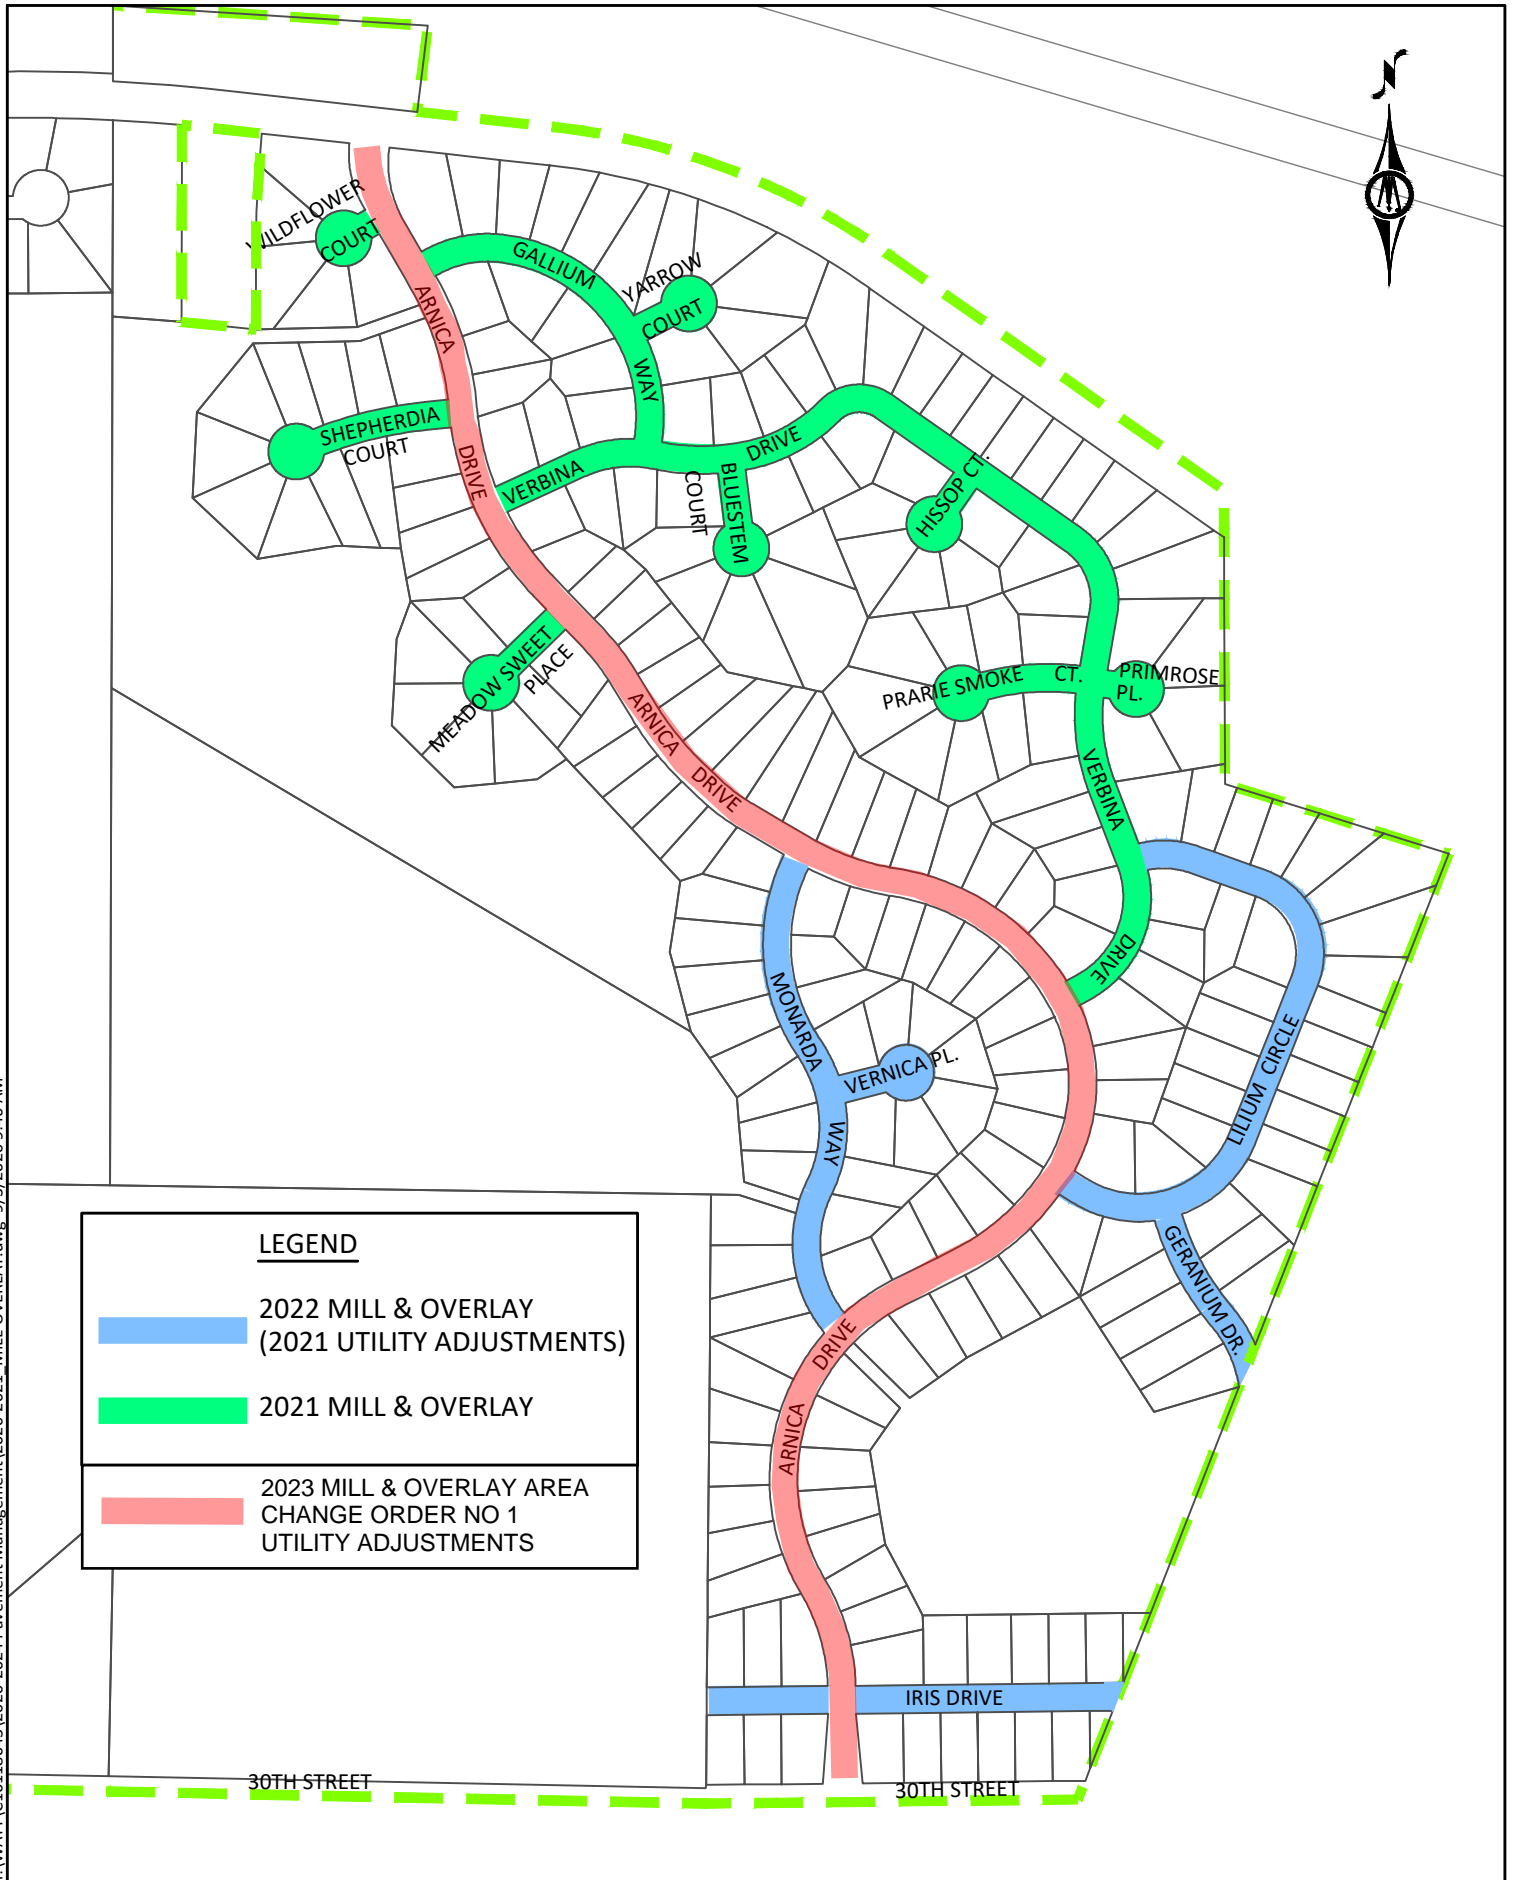 N
WILDFLOWER
COURT
GALLIUM
WAY
YARROW
COURT
ARNICA
DRIVE
SHEPHERDIA
COURT
VERBINA
DRIVE
BLUESTEM
COURT
HISSOP CT.
MEADOW SWEET
PLACE
PRARIE SMOKE CT.
PRIMROSE
PL.
ARNICA
DRIVE
VERBINA
DRIVE
MONARDA
WAY
VERNICA PL.
LILIUM CIRCLE
GERANIUM DR.
DRIVE
ARNICA
LEGEND
2022 MILL & OVERLAY
(2021 UTILITY ADJUSTMENTS)
2021 MILL & OVERLAY
2023 MILL & OVERLAY AREA
CHANGE ORDER NO 1
UTILITY ADJUSTMENTS
IRIS DRIVE
30TH STREET
30TH STREET